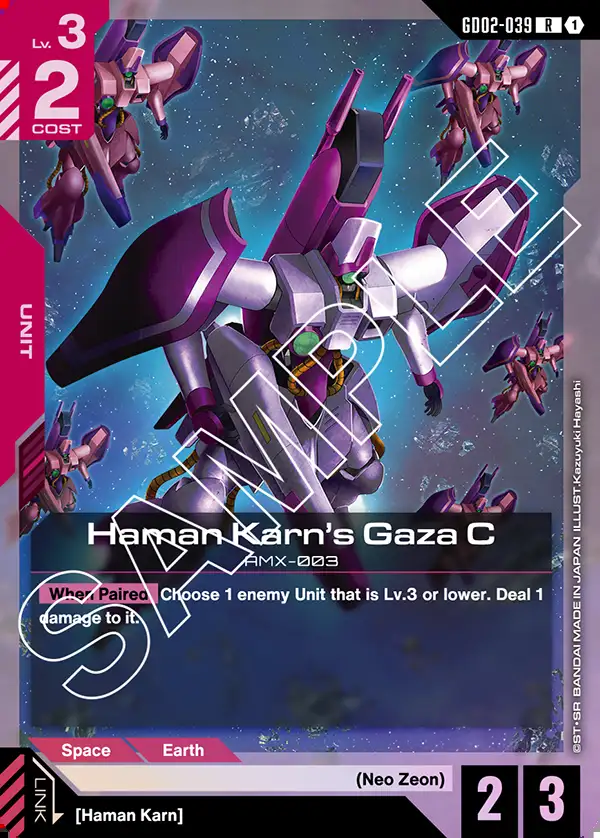 GD02-039 R 1
Lv. 3
2
COST
UNIT
SAMPLE
Haman Karn's Gaza C
AMX-003
When Paired Choose 1 enemy Unit that is Lv.3 or lower. Deal 1
damage to it.
Space Earth
(Neo Zeon)
LINK
[Haman Karn]
2 3
©ST・SR BANDAI MADE IN JAPAN ILLUST.Kazuyuki Hayashi